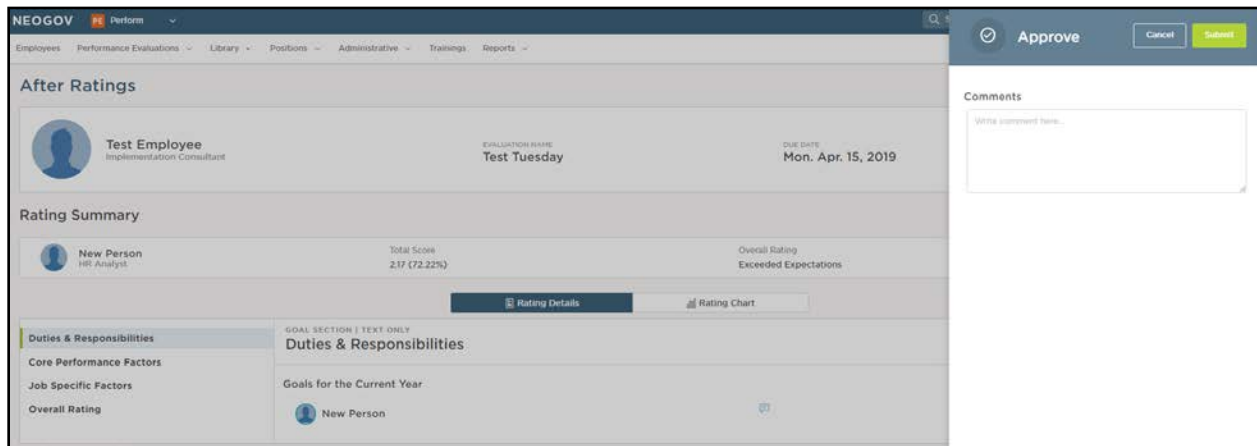 NEOGOV PE Perform
Employees Performance Evaluations Library Positions Administrative Trainings Reports
After Ratings
Test Employee
Implementation Consultant
EVALUATION NAME
Test Tuesday
DUE DATE
Mon. Apr. 15, 2019
Rating Summary
New Person
HR Analyst
Total Score
2.17 (72.22%)
Overall Rating
Exceeded Expectations
Rating Details
Rating Chart
Duties & Responsibilities
Core Performance Factors
Job Specific Factors
Overall Rating
GOAL SECTION | TEXT ONLY
Duties & Responsibilities
Goals for the Current Year
New Person
Approve
Cancel
Submit
Comments
Write comment here...